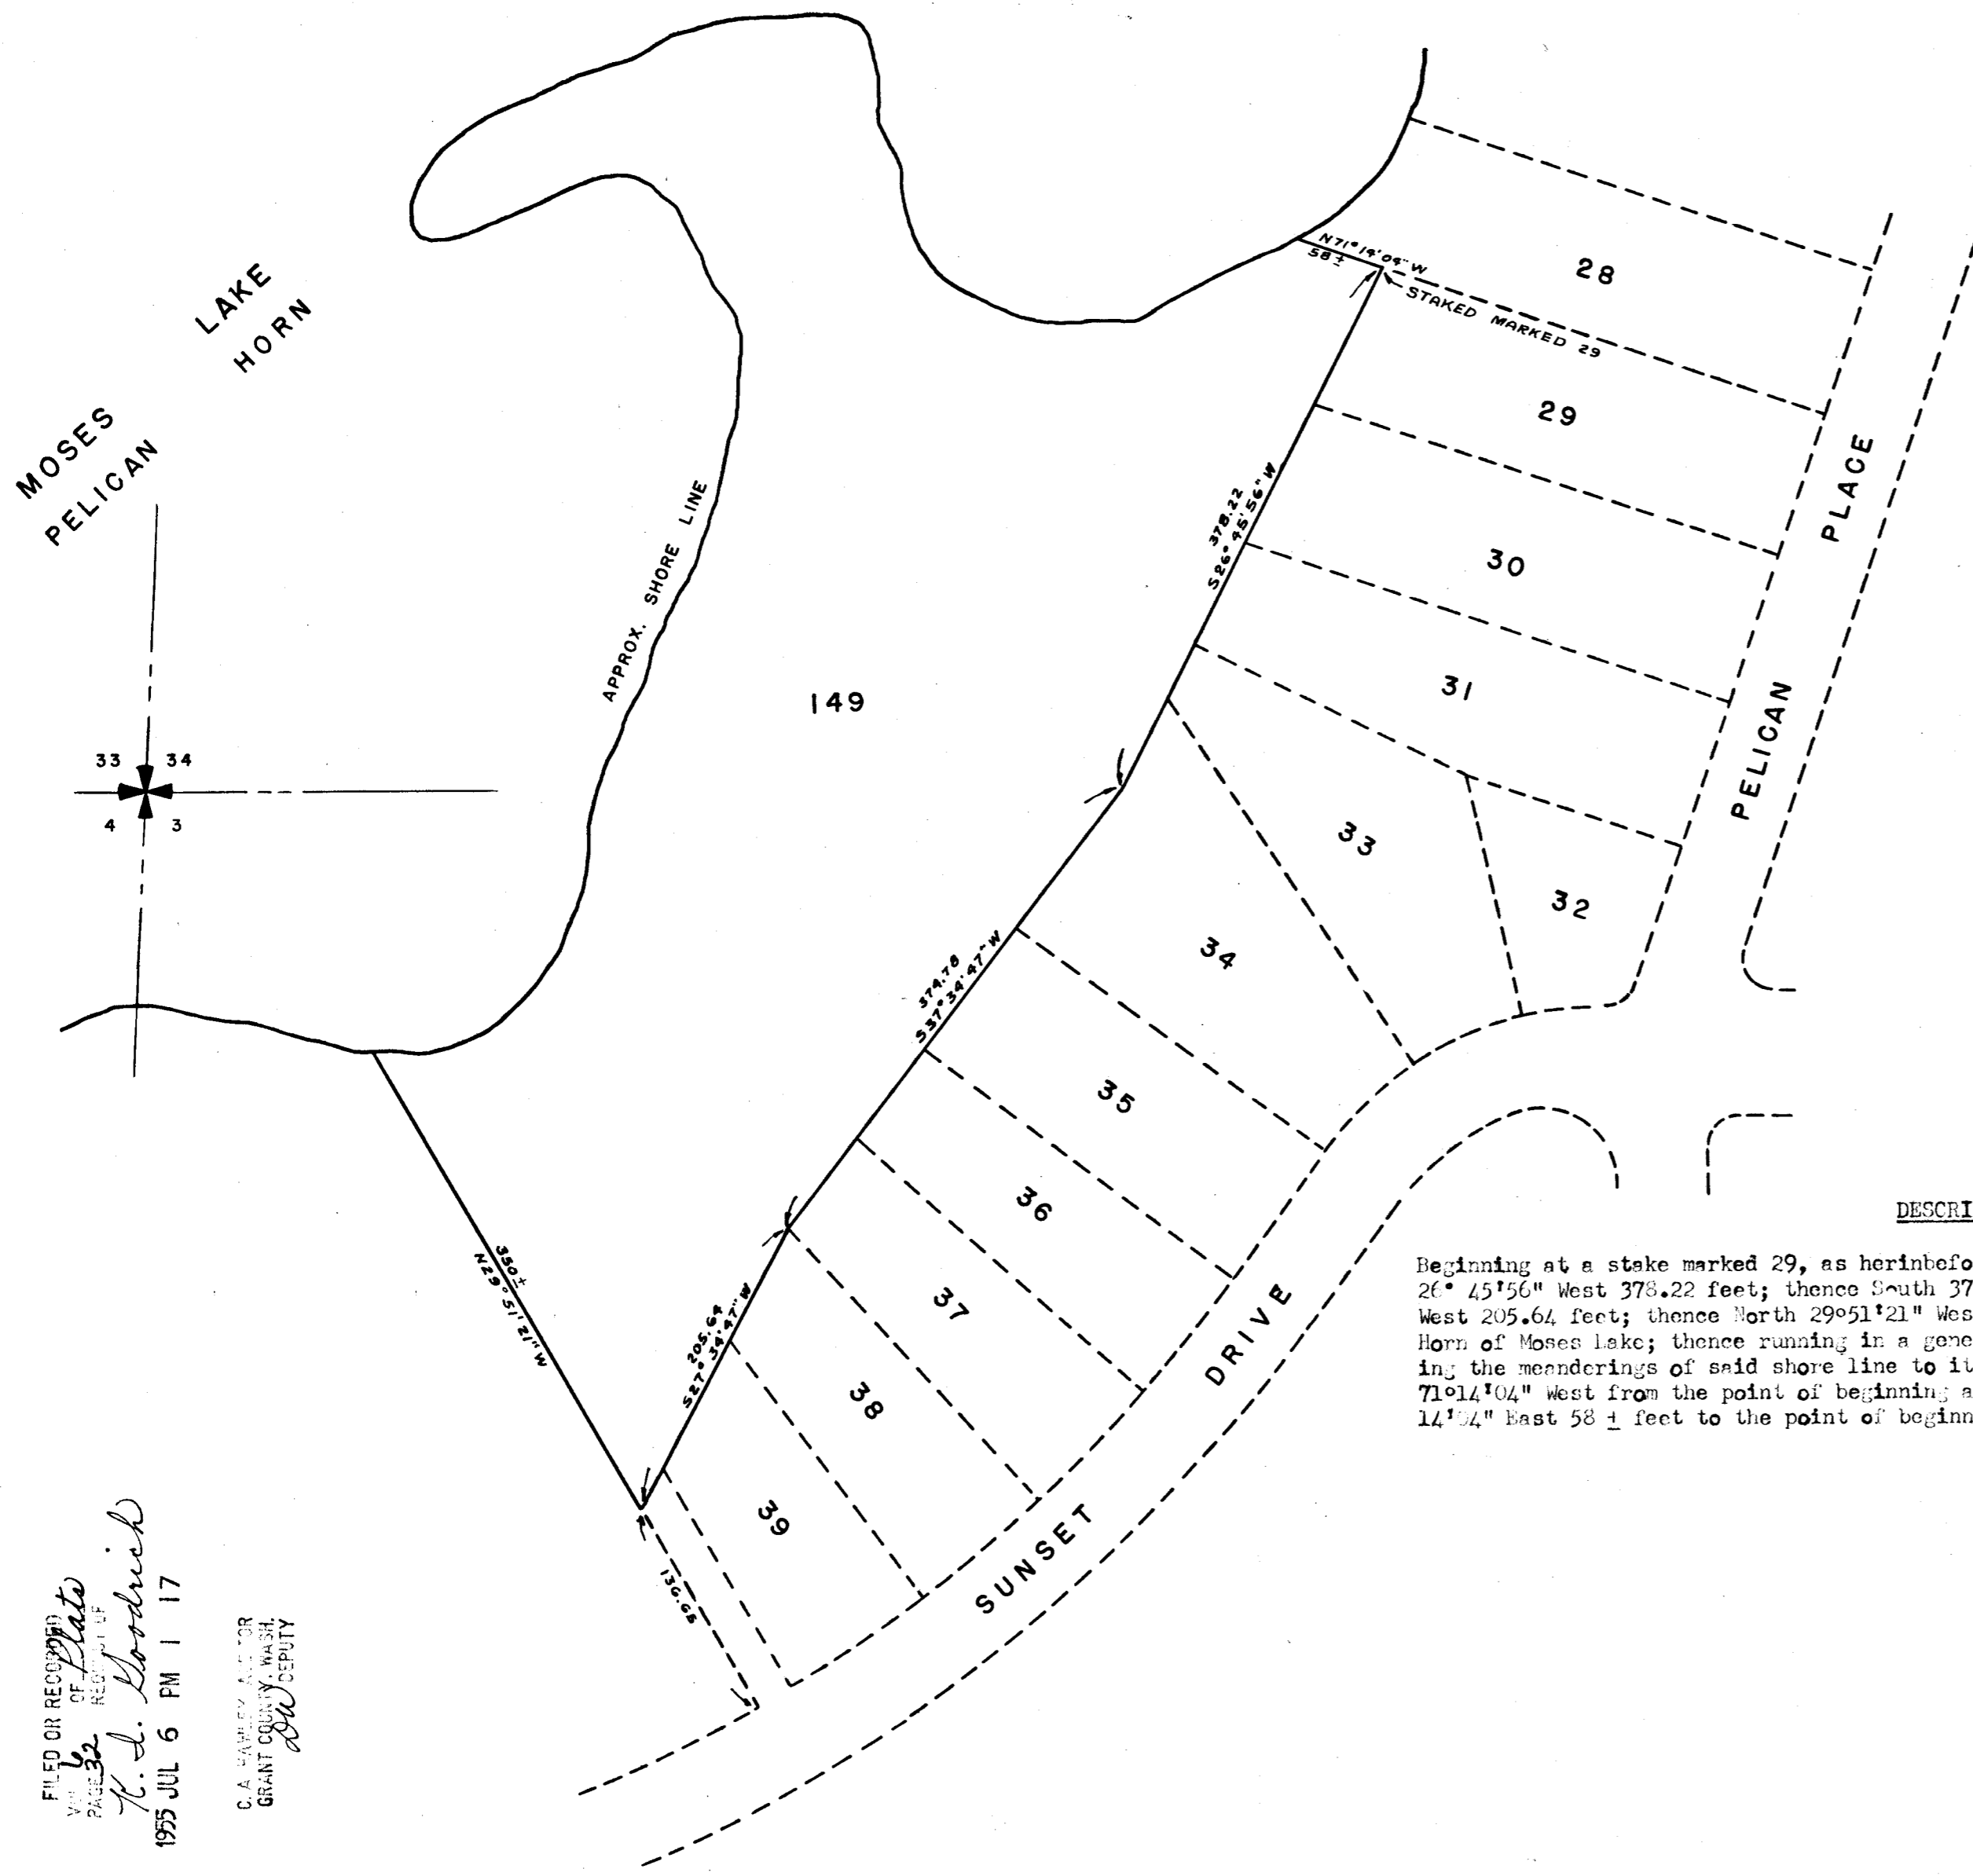 LAKE
HORN
MOSES
PELICAN
APPROX. SHORE LINE
149
33 34
4 3
N71°14'04"W
58±
STAKED MARKED 29
28
29
30
31
32
33
34
35
36
37
38
39
378.22
S26°45'56"W
374.78
S37°34'47"W
205.64
S27°34'47"W
350±
N29°51'21"W
136.65
PELICAN PLACE
SUNSET DRIVE
DESCRI
Beginning at a stake marked 29, as herinbefo
26° 45'56" West 378.22 feet; thence South 37
West 205.64 feet; thence North 29°51'21" Wes
Horn of Moses Lake; thence running in a gene
ing the meanderings of said shore line to it
71°14'04" West from the point of beginning a
14'04" East 58 ± feet to the point of beginn
FILED OR RECORDED
VOL 6 OF Plats
PAGE 32 REQUEST OF
K. D. Goodrich
1955 JUL 6 PM 1 17
C. A HAWLEY
GRANT COUNTY, WASH.
DEPUTY